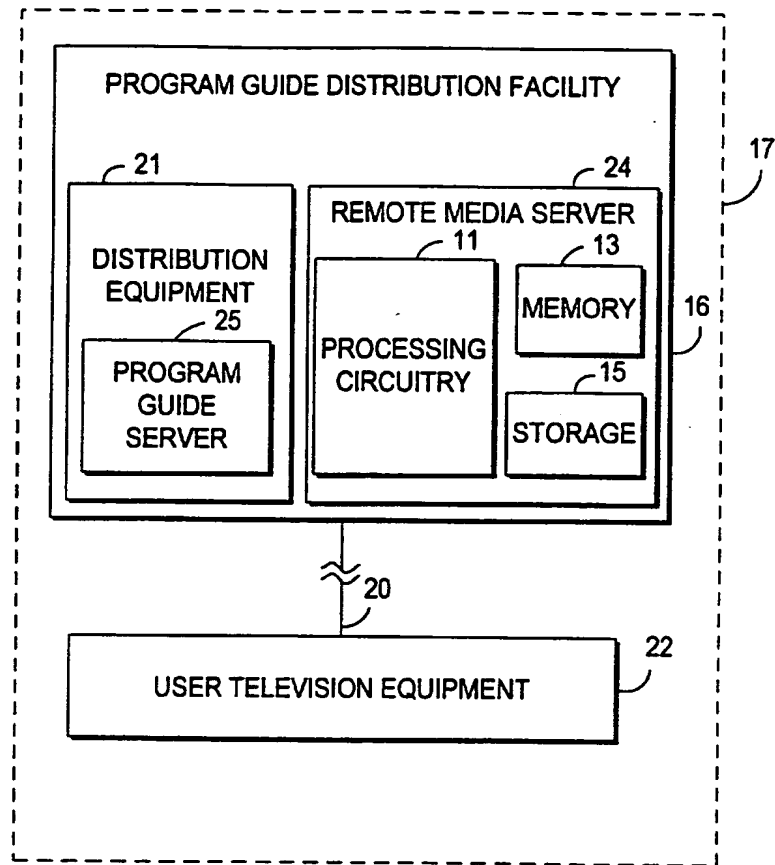 PROGRAM GUIDE DISTRIBUTION FACILITY
17
21
24
DISTRIBUTION
EQUIPMENT
REMOTE MEDIA SERVER
11
13
MEMORY
16
25
PROGRAM
GUIDE
SERVER
PROCESSING
CIRCUITRY
15
STORAGE
20
USER TELEVISION EQUIPMENT
22